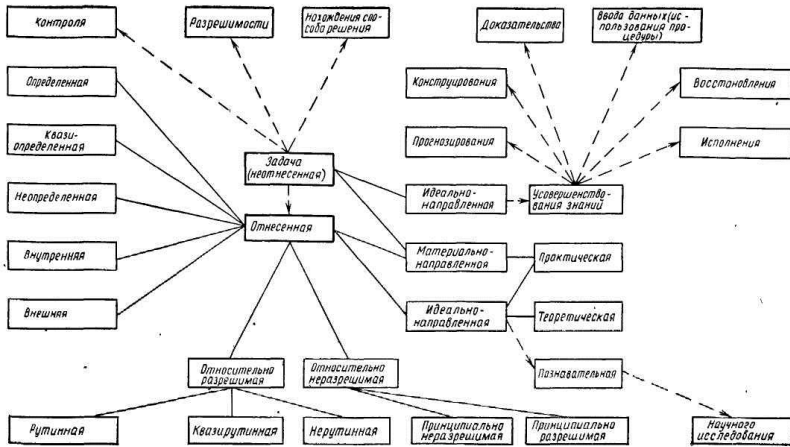 Контроля
Разрешимости
Нахождения спо-
соба решения
Доказательства
Ввода данных (ис-
пользования про-
цедуры)
Определенная
Конструирования
Восстановления
Квази-
определенная
Задача
(неотнесенная)
Прогнозирования
Исполнения
Неопределенная
Отнесенная
Идеально-
направленная
Усовершенст-
вования знаний
Внутренняя
Материально-
направленная
Практическая
Внешняя
Идеально-
направленная
Теоретическая
Относительно
разрешимая
Относительно
неразрешимая
Познавательная
Рутинная
Квазирутинная
Нерутинная
Принципиально
неразрешимая
Принципиально
разрешимая
Научного
исследования